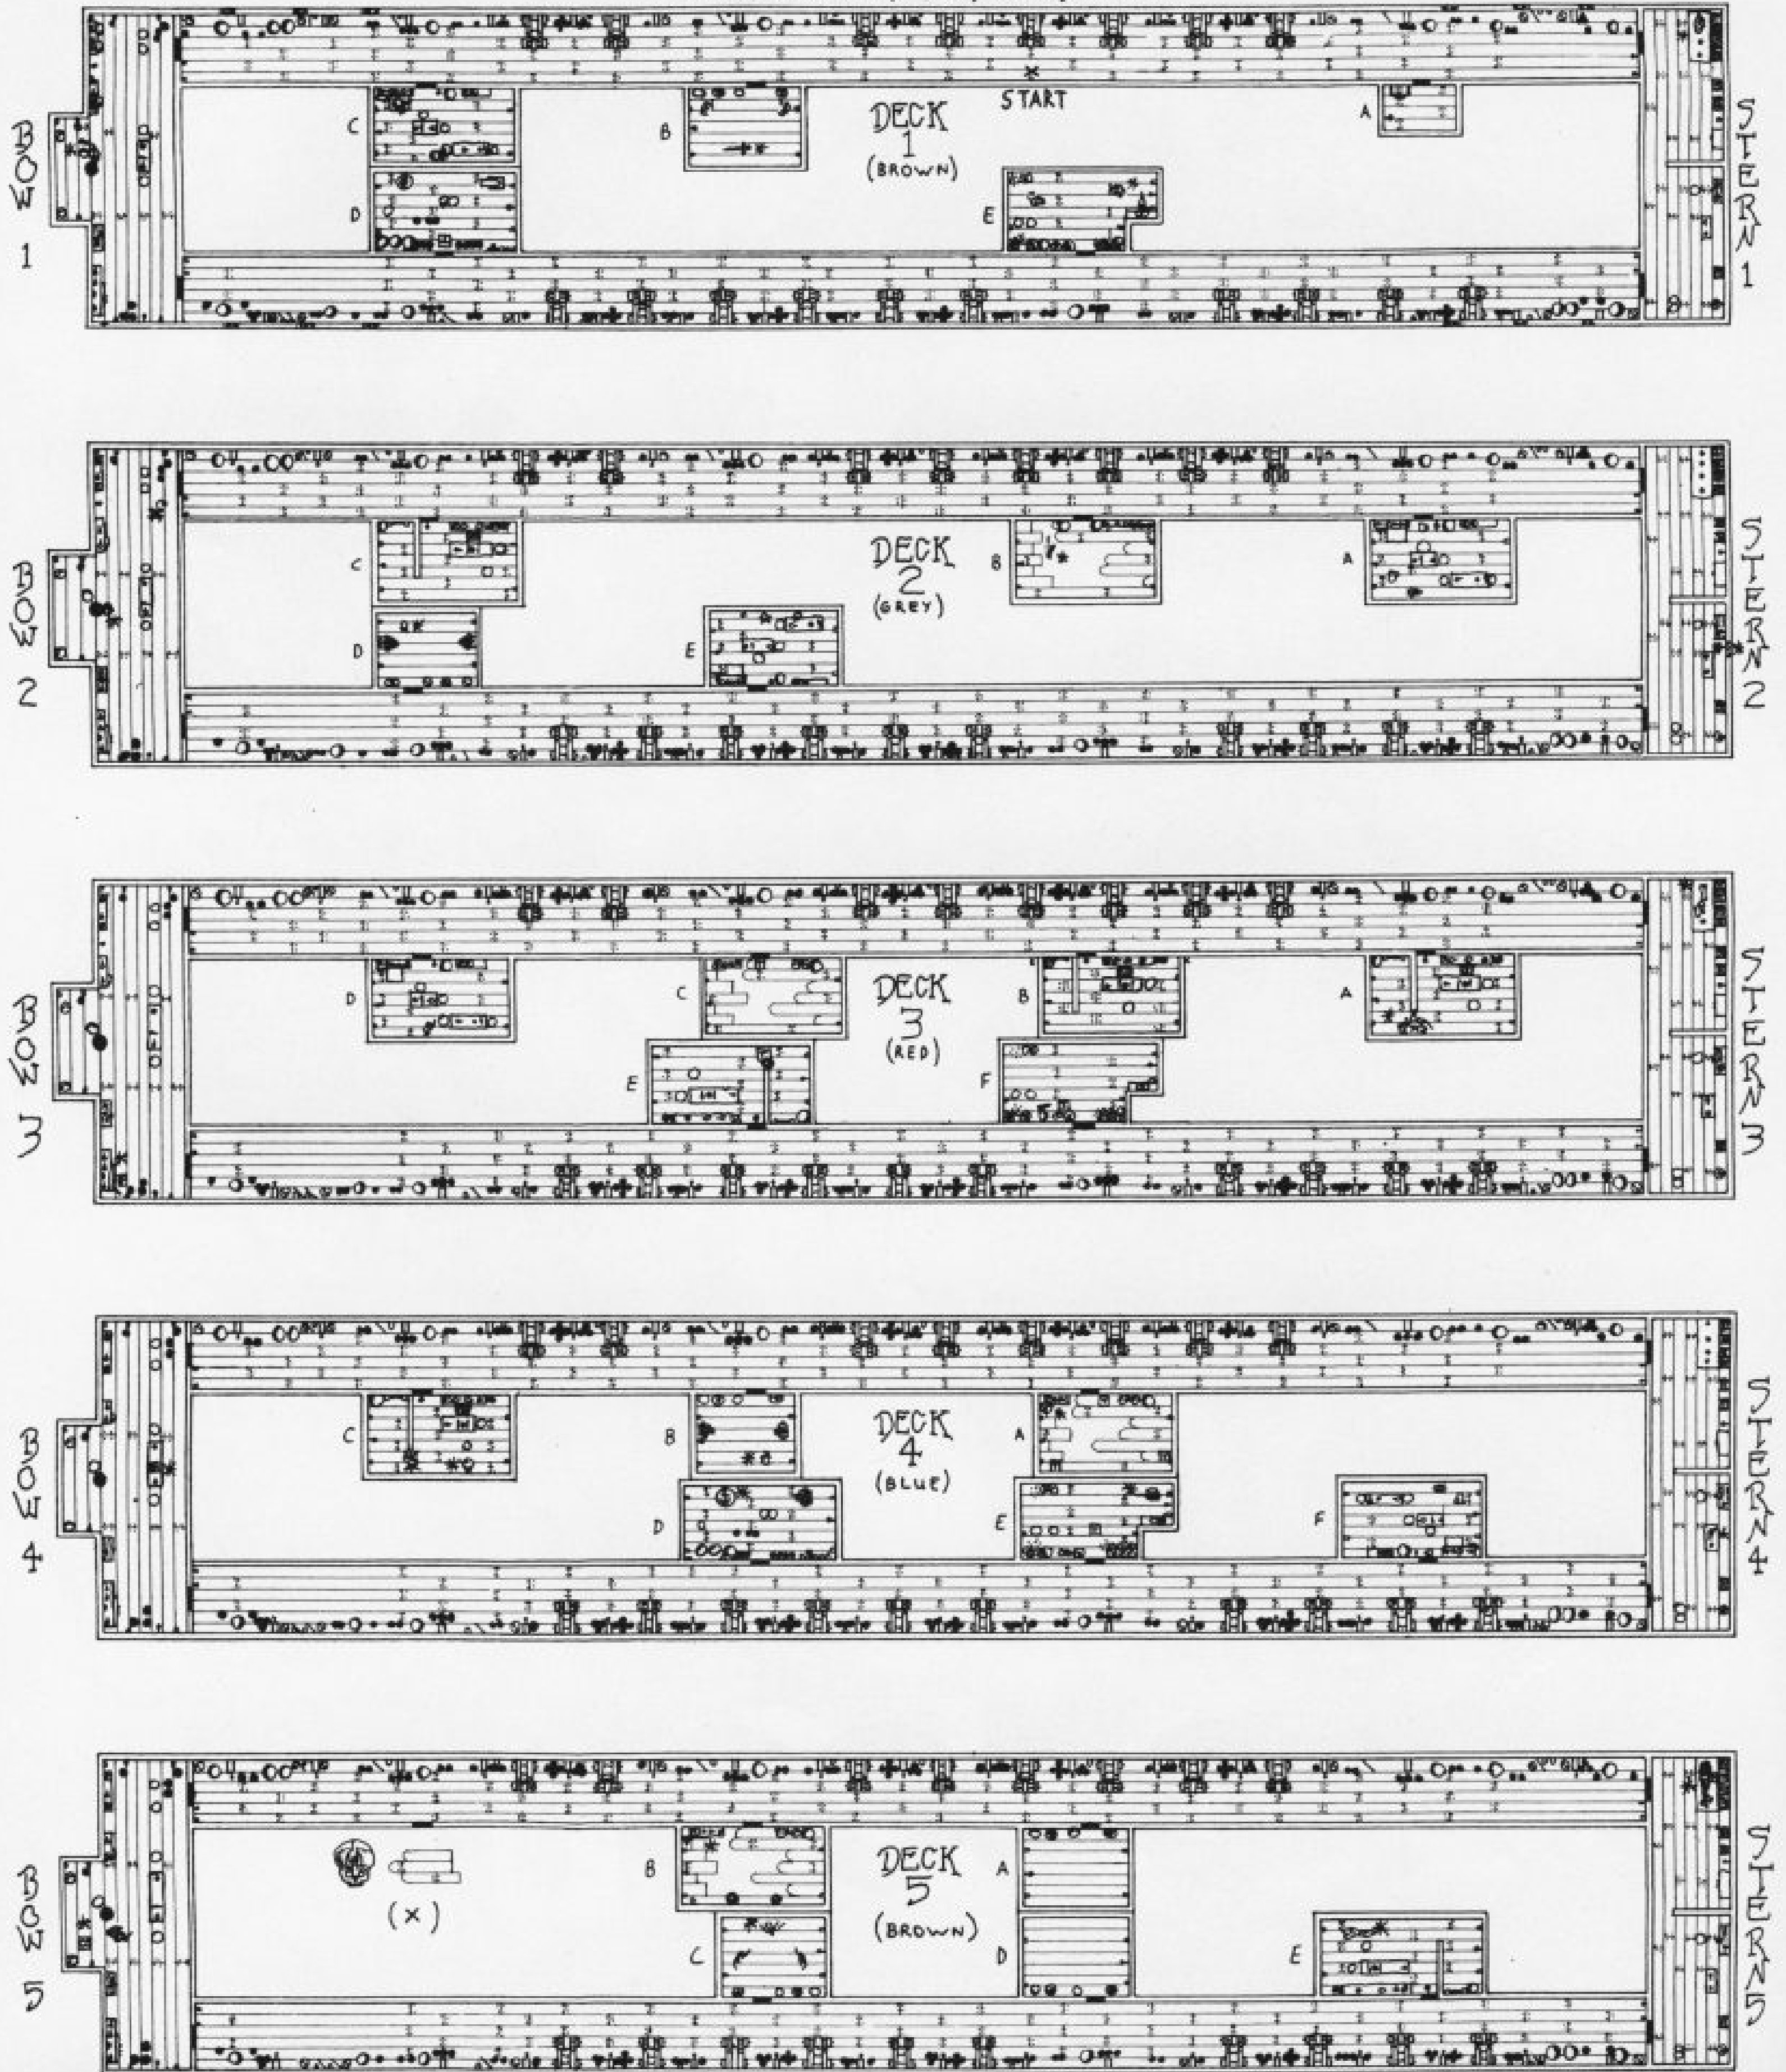 BOW 1
C
B
DECK
1
(BROWN)
START
A
D
E
STERN 1
BOW 2
C
DECK
2
(GREY)
B
A
D
E
STERN 2
BOW 3
D
C
DECK
3
(RED)
B
A
E
F
STERN 3
BOW 4
C
B
DECK
4
(BLUE)
A
D
E
F
STERN 4
BOW 5
(X)
B
DECK
5
(BROWN)
A
C
D
E
STERN 5